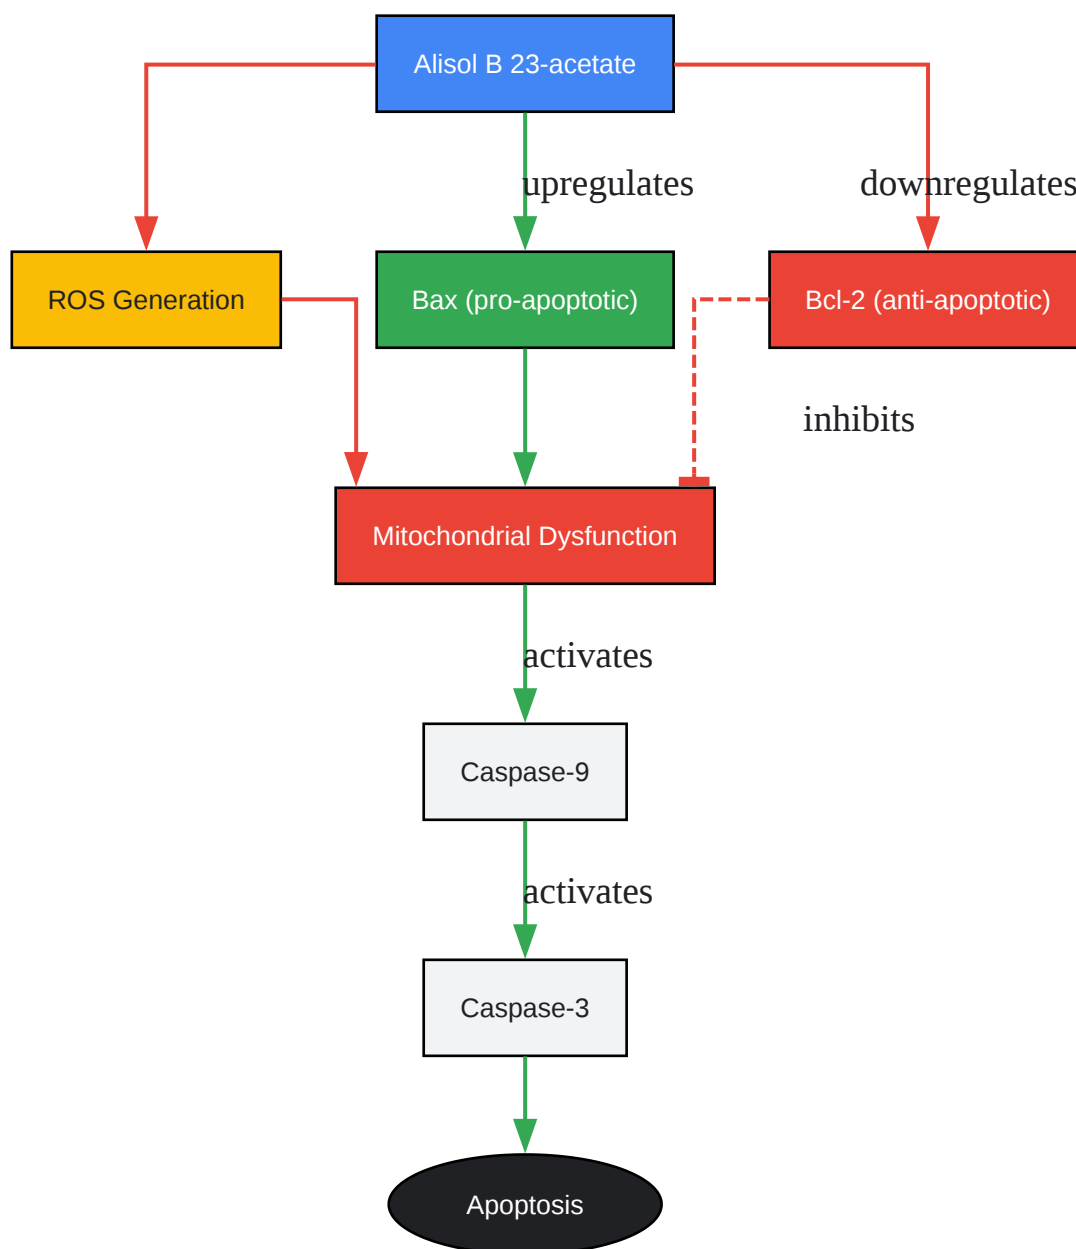 Alisol B 23-acetate
upregulates
downregulates
ROS Generation
Bax (pro-apoptotic)
Bcl-2 (anti-apoptotic)
inhibits
Mitochondrial Dysfunction
activates
Caspase-9
activates
Caspase-3
Apoptosis